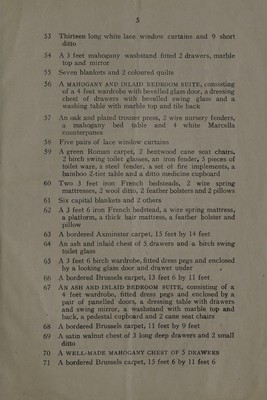 5
53 Thirteen long white lace window curtains and 9 short
ditto
54 A 3 feet mahogany washstand fitted 2 drawers, marble
top and mirror
55 Seven blankets and 2 coloured quilts
56 A MAHOGANY AND INLAID BEDROOM SUITE, consisting
of a 4 feet wardrobe with bevelled glass door, a dressing
chest of drawers with bevelled swing glass and a
washing table with marble top and tile back
57 An oak and plated trouser press, 2 wire nursery fenders,
a mahogany bed table and 4 white Marcella
counterpanes
58 Five pairs of lace window curtains
59 A green Roman carpet, 2 bentwood cane seat chairs,
2 birch swing toilet glasses, an iron fender, 3 pieces of
toilet ware, a steel fender, a set of fire implements, a
bamboo 2-tier table and a ditto medicine cupboard
60 Two 3 feet iron French bedsteads, 2 wire spring
mattresses, 2 wool ditto, 2 feather bolsters and 2 pillows
61 Six capital blankets and 2 others
62 A 3 feet 6 iron French bedstead, a wire spring mattress,
a platform, a thick hair mattress, a feather bolster and
pillow
63 A bordered Axminster carpet, 15 feet by 14 feet
64 An ash and inlaid chest of 5 drawers and a birch swing
toilet glass
65 A 3 feet 6 birch wardrobe, fitted dress pegs and enclosed
by a looking glass door and drawer under
66 A bordered Brussels carpet, 13 feet 6 by 11 feet
67 AN ASH AND INLAID BEDROOM SUITE, consisting of a
4 feet wardrobe, fitted dress pegs and enclosed by a
pair of panelled doors, a dressing table with drawers
and swing mirror, a washstand with marble top and
back, a pedestal cupboard and 2 cane seat chairs
68 A bordered Brussels carpet, 11 feet by 9 feet
69 A satin walnut chest of 3 long deep drawers and 2 small
ditto
70 A WELL-MADE MAHOGANY CHEST OF 5 DRAWERS
71 A bordered Brussels carpet, 15 feet 6 by 11 feet 6